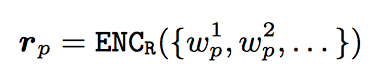 r_p = ENC_R({w_p^1, w_p^2, ...})